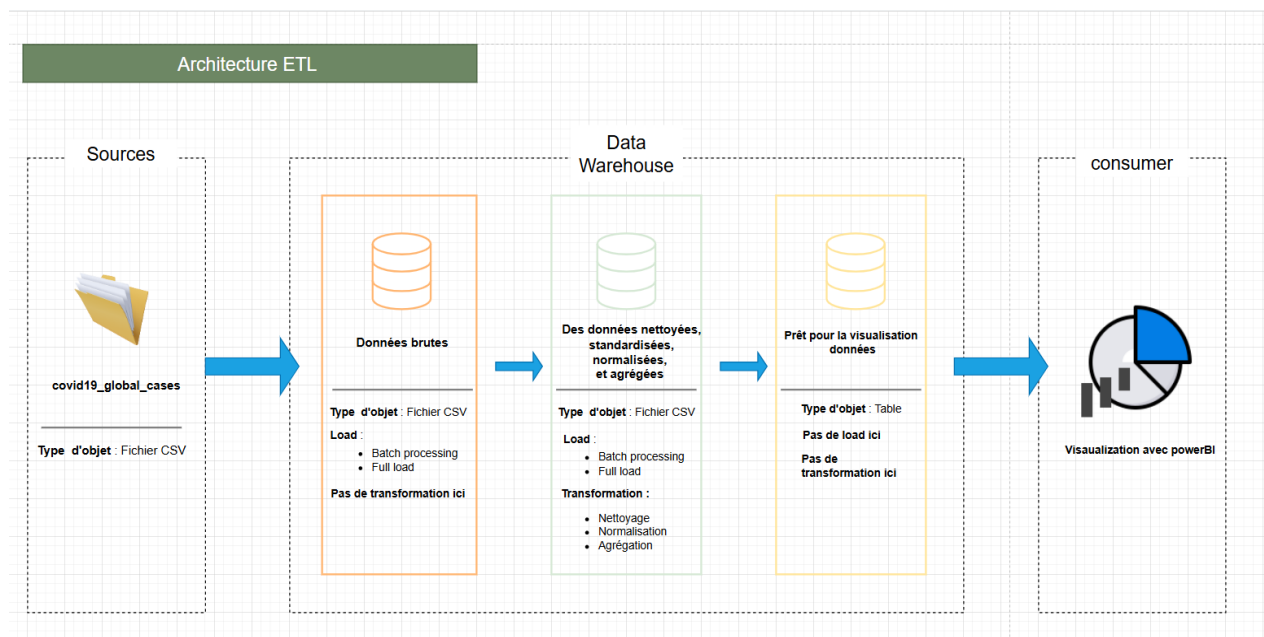 Architecture ETL
Sources
covid19_global_cases
Type d'objet : Fichier CSV
Data
Warehouse
Données brutes
Type d'objet : Fichier CSV
Load :
Batch processing
Full load
Pas de transformation ici
Des données nettoyées,
standardisées,
normalisées,
et agrégées
Type d'objet : Fichier CSV
Load :
Batch processing
Full load
Transformation :
Nettoyage
Normalisation
Agrégation
Prêt pour la visualisation
données
Type d'objet : Table
Pas de load ici
Pas de
transformation ici
consumer
Visaualization avec powerBI